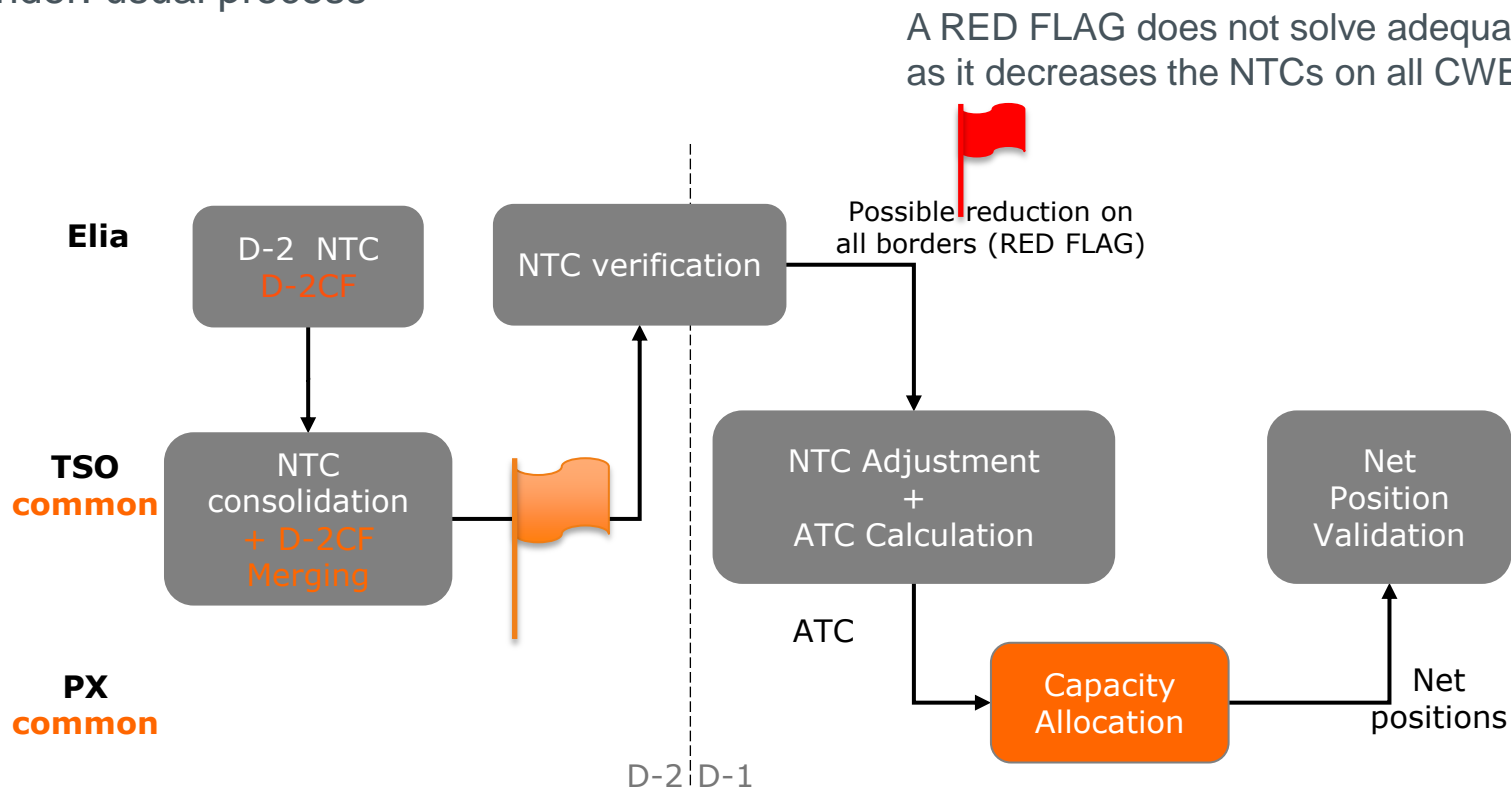 usual process
A RED FLAG does not solve
as it decreases the NTCs on all
Elia
D-2 NTC
D-2CF
NTC verification
Possible reduction on
all borders (RED FLAG)
TSO
common
NTC
consolidation
+ D-2CF
Merging
NTC Adjustment
+
ATC Calculation
Net
Position
Validation
ATC
PX
common
Capacity
Allocation
Net
positions
D-2
D-1